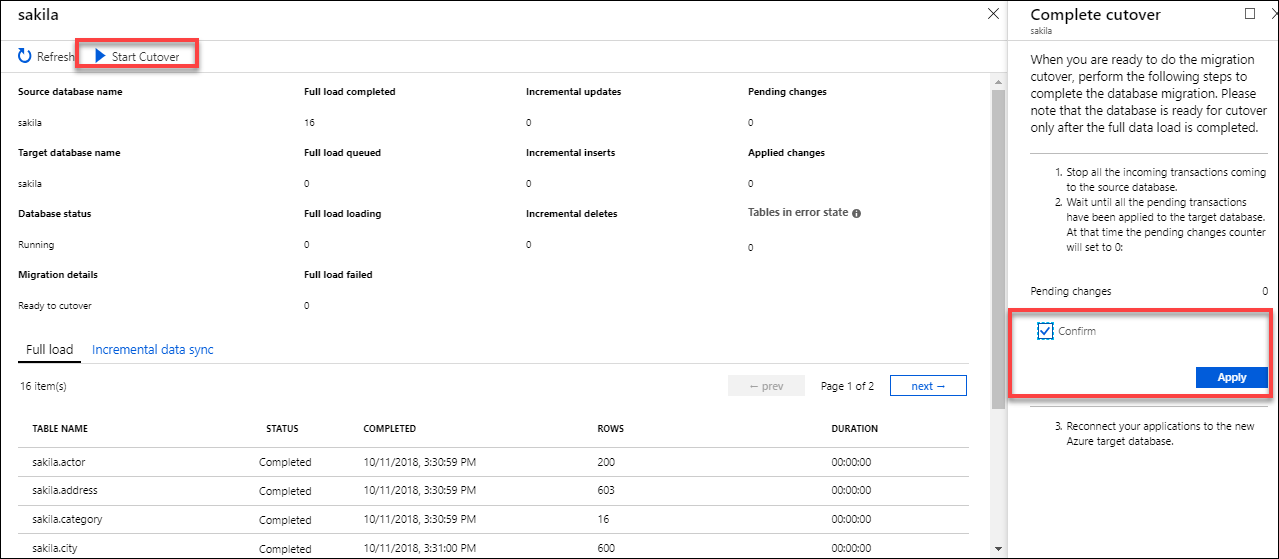 sakila
Refresh
Start Cutover
Source database name Full load completed Incremental updates Pending changes
sakila 16 0 0
Target database name Full load queued Incremental inserts Applied changes
sakila 0 0 0
Database status Full load loading Incremental deletes Tables in error state
Running 0 0 0
Migration details Full load failed
Ready to cutover 0
Full load Incremental data sync
16 item(s) ← prev Page 1 of 2 next →
TABLE NAME STATUS COMPLETED ROWS DURATION
sakila.actor Completed 10/11/2018, 3:30:59 PM 200 00:00:00
sakila.address Completed 10/11/2018, 3:30:59 PM 603 00:00:00
sakila.category Completed 10/11/2018, 3:30:59 PM 16 00:00:00
sakila.city Completed 10/11/2018, 3:31:00 PM 600 00:00:00
Complete cutover
sakila
When you are ready to do the migration
cutover, perform the following steps to
complete the database migration. Please
note that the database is ready for cutover
only after the full data load is completed.
1. Stop all the incoming transactions coming
to the source database.
2. Wait until all the pending transactions
have been applied to the target database.
At that time the pending changes counter
will set to 0:
Pending changes 0
Confirm
Apply
3. Reconnect your applications to the new
Azure target database.